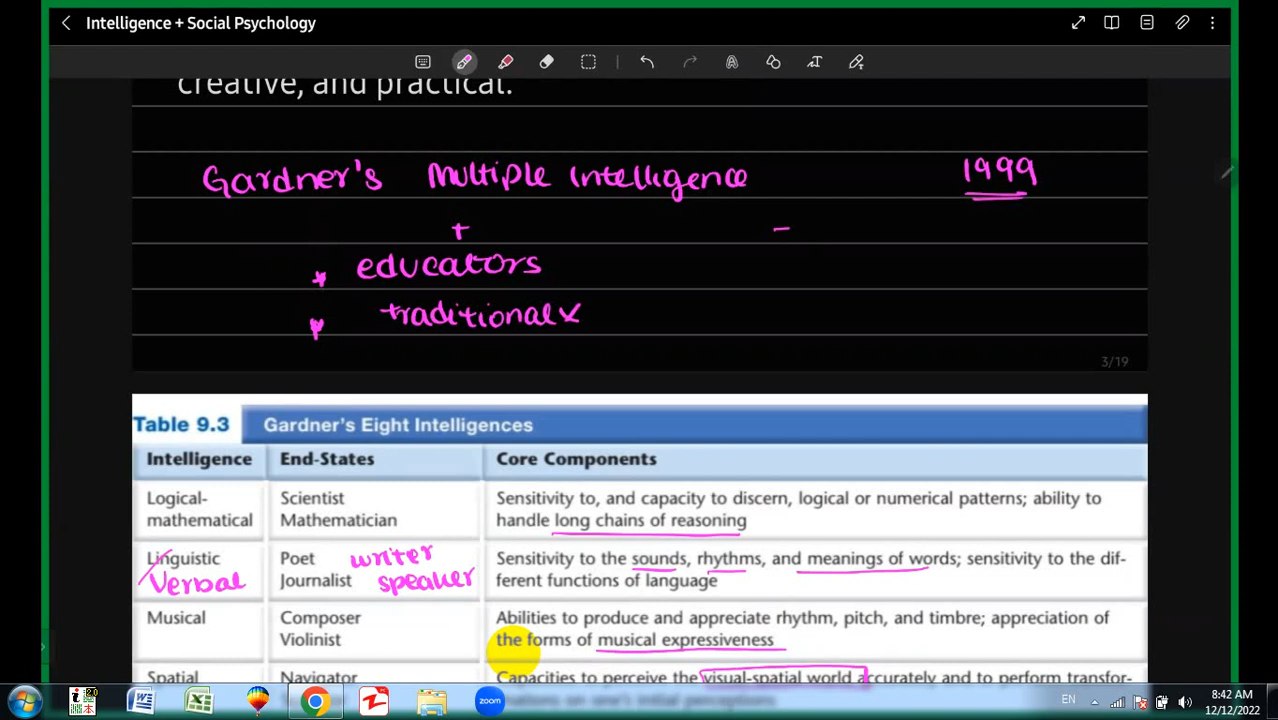 Intelligence + Social Psychology
creative, and practical.
Gardner's Multiple Intelligence 1999
+ -
* educators
* traditional x
3/19
Table 9.3 Gardner's Eight Intelligences
Intelligence End-States Core Components
Logical- Scientist Sensitivity to, and capacity to discern, logical or numerical patterns; ability to
mathematical Mathematician handle long chains of reasoning
Linguistic Poet writer Sensitivity to the sounds, rhythms, and meanings of words; sensitivity to the dif-
/Verbal Journalist speaker ferent functions of language
Musical Composer Abilities to produce and appreciate rhythm, pitch, and timbre; appreciation of
Violinist the forms of musical expressiveness
Spatial Navigator Capacities to perceive the visual-spatial world accurately and to perform transfor-
EN 8:42 AM
12/12/2022
zoom